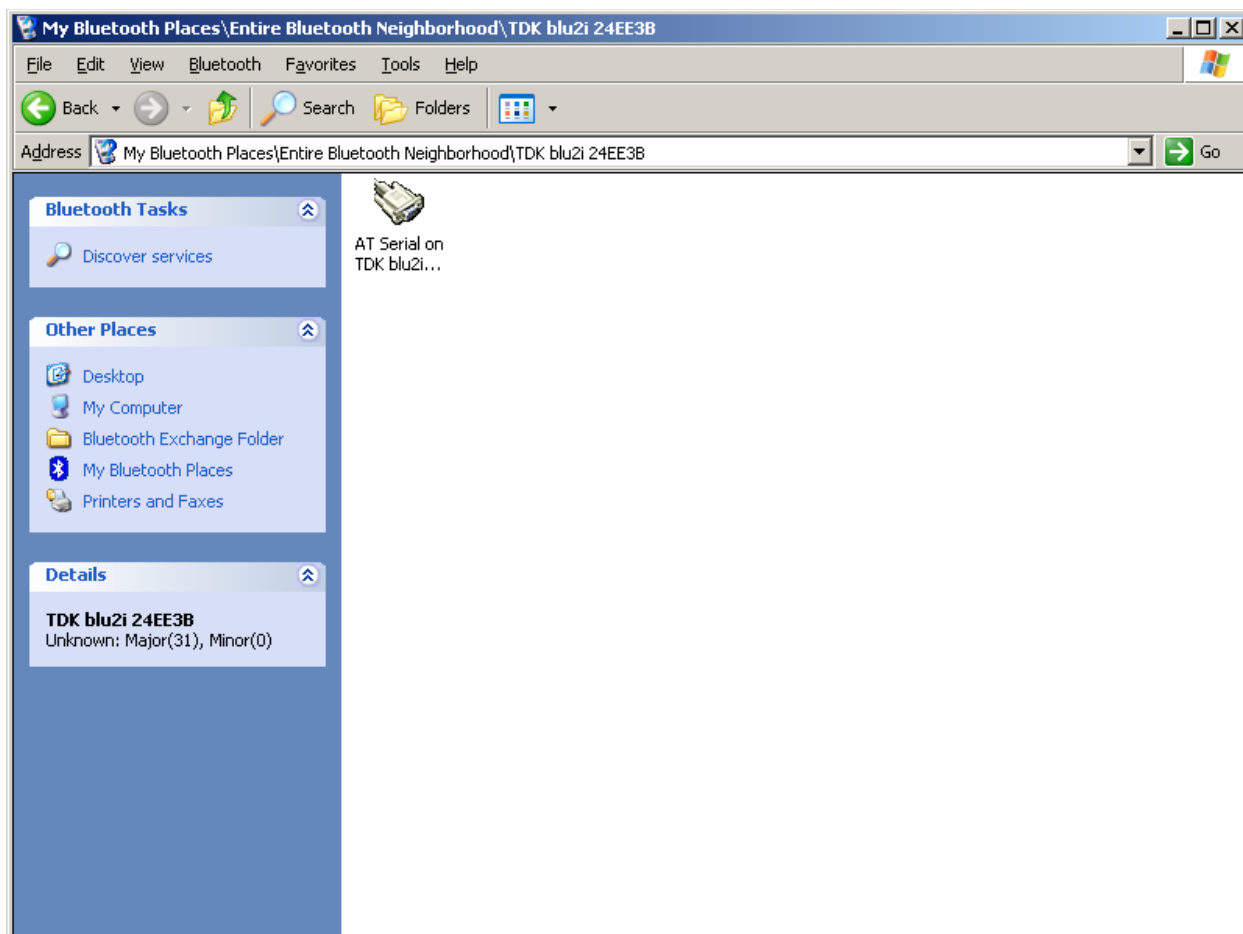 My Bluetooth Places\Entire Bluetooth Neighborhood\TDK blu2i 24EE3B
File Edit View Bluetooth Favorites Tools Help
Back Search Folders
Address My Bluetooth Places\Entire Bluetooth Neighborhood\TDK blu2i 24EE3B Go
Bluetooth Tasks
Discover services
Other Places
Desktop
My Computer
Bluetooth Exchange Folder
My Bluetooth Places
Printers and Faxes
Details
TDK blu2i 24EE3B
Unknown: Major(31), Minor(0)
AT Serial on
TDK blu2i...